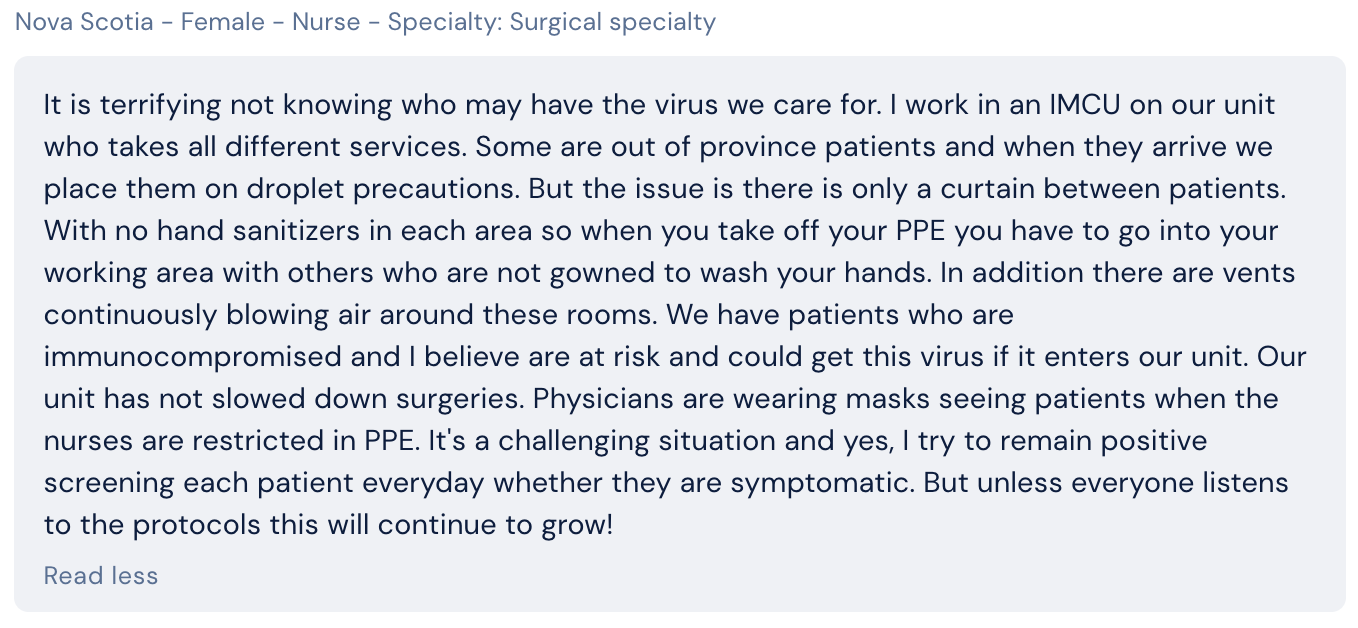 Nova Scotia - Female - Nurse - Specialty: Surgical specialty
It is terrifying not knowing who may have the virus we care for. I work in an IMCU on our unit
who takes all different services. Some are out of province patients and when they arrive we
place them on droplet precautions. But the issue is there is only a curtain between patients.
With no hand sanitizers in each area so when you take off your PPE you have to go into your
working area with others who are not gowned to wash your hands. In addition there are vents
continuously blowing air around these rooms. We have patients who are
immunocompromised and I believe are at risk and could get this virus if it enters our unit. Our
unit has not slowed down surgeries. Physicians are wearing masks seeing patients when the
nurses are restricted in PPE. It's a challenging situation and yes, I try to remain positive
screening each patient everyday whether they are symptomatic. But unless everyone listens
to the protocols this will continue to grow!
Read less